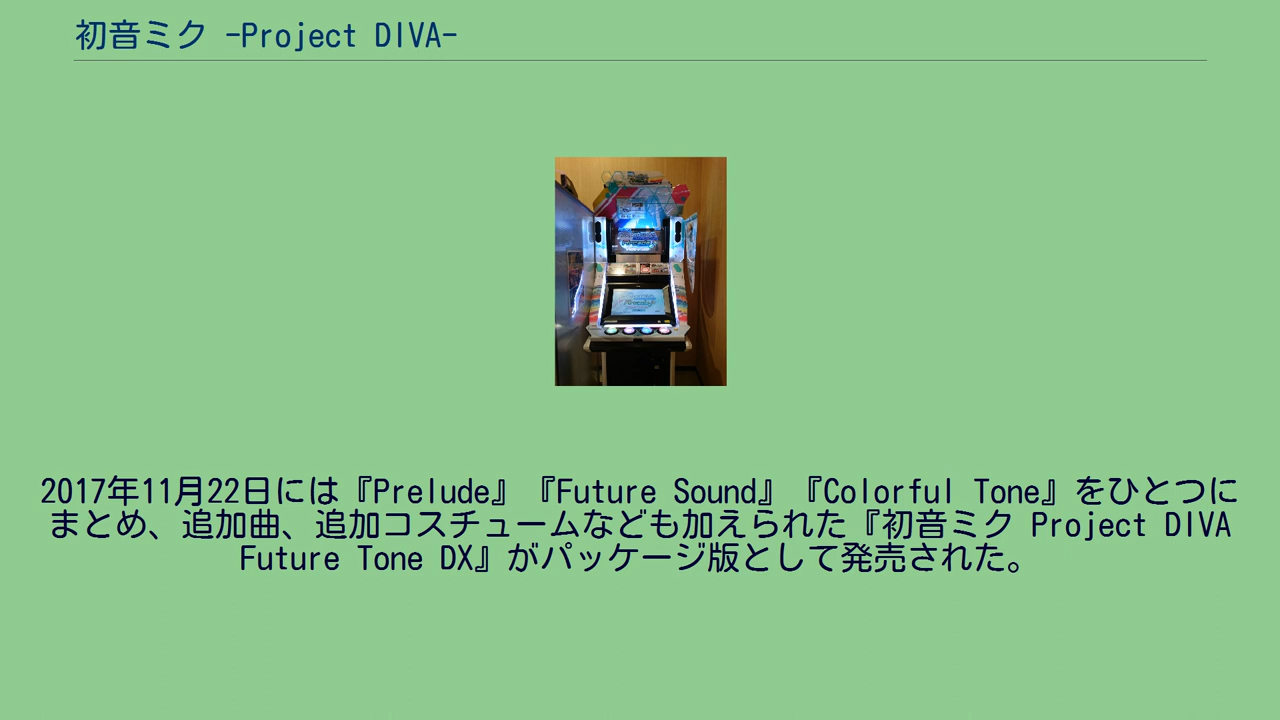 初音ミク -Project DIVA-
2017年11月22日には『Prelude』『Future Sound』『Colorful Tone』をひとつに
まとめ、追加曲、追加コスチュームなども加えられた『初音ミク Project DIVA
Future Tone DX』がパッケージ版として発売された。